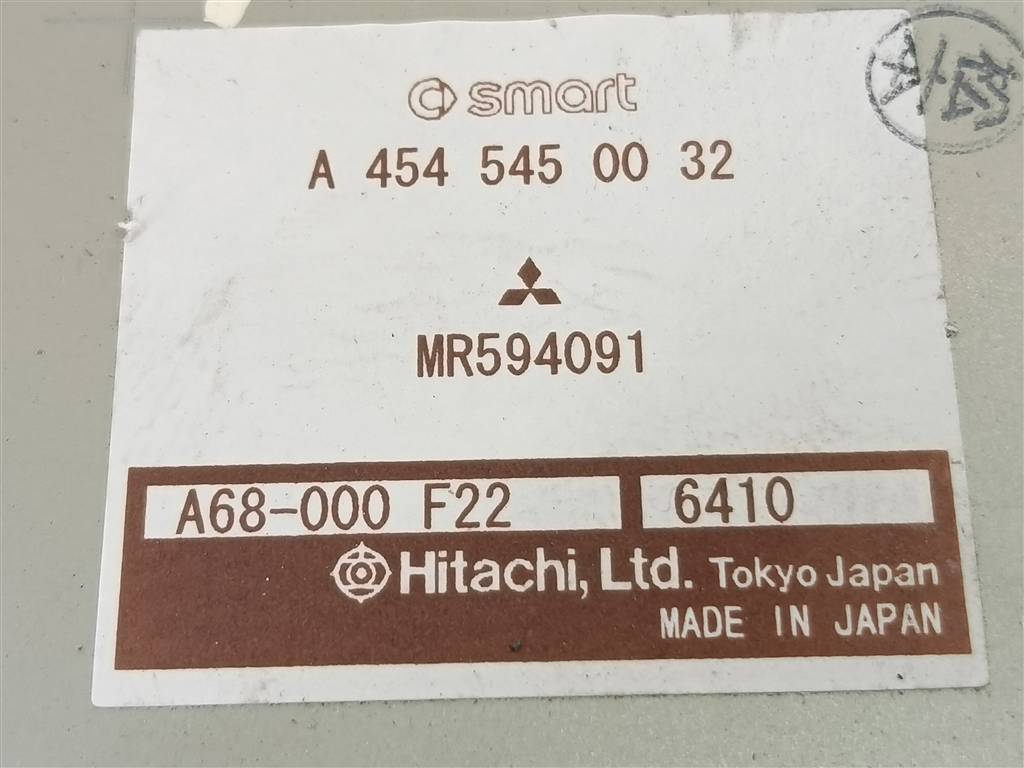 smart
A 454 545 00 32
MR594091
A68-000 F22 6410
Hitachi, Ltd. Tokyo Japan
MADE IN JAPAN